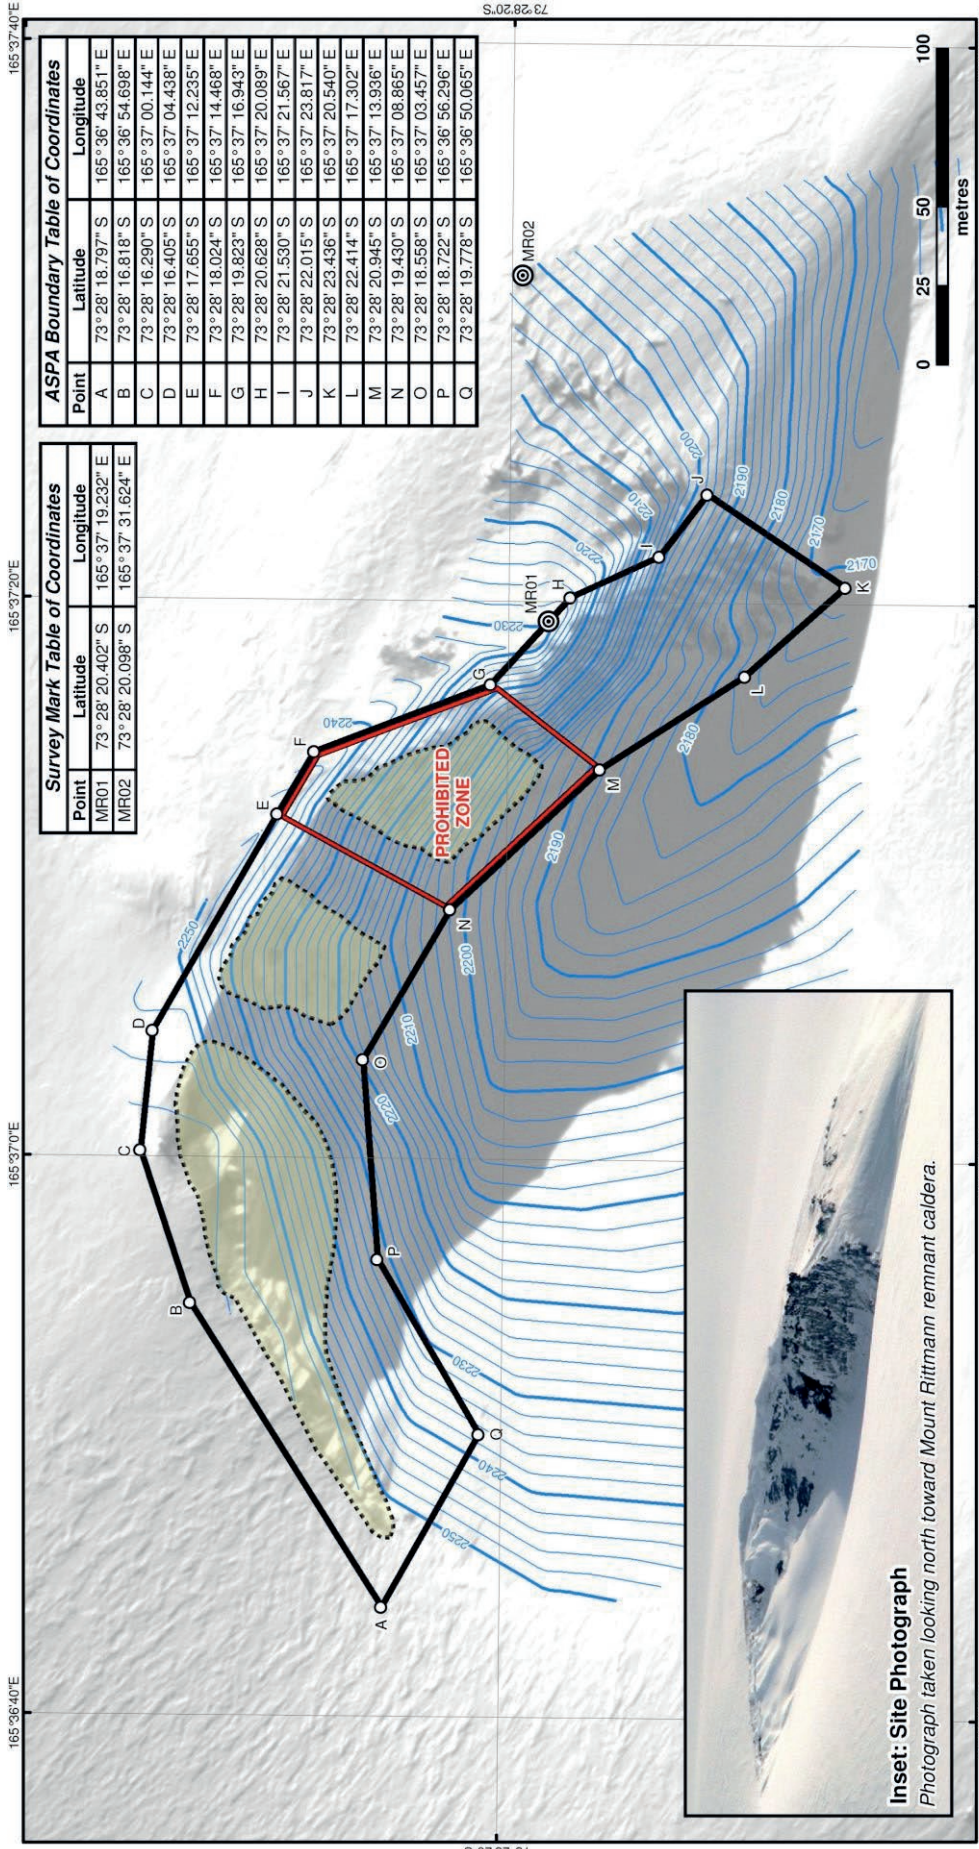 165°36'40"E
165°37'0"E
165°37'20"E
165°37'40"E
73°28'20"S
Survey Mark Table of Coordinates
Point Latitude Longitude
MR01 73°28' 20.402" S 165°37' 19.232" E
MR02 73°28' 20.098" S 165°37' 31.624" E
ASPA Boundary Table of Coordinates
Point Latitude Longitude
A 73°28' 18.797" S 165°36' 43.851" E
B 73°28' 16.818" S 165°36' 54.698" E
C 73°28' 16.290" S 165°37' 00.144" E
D 73°28' 16.405" S 165°37' 04.438" E
E 73°28' 17.655" S 165°37' 12.235" E
F 73°28' 18.024" S 165°37' 14.468" E
G 73°28' 19.823" S 165°37' 16.943" E
H 73°28' 20.628" S 165°37' 20.089" E
I 73°28' 21.530" S 165°37' 21.567" E
J 73°28' 22.015" S 165°37' 23.817" E
K 73°28' 23.436" S 165°37' 20.540" E
L 73°28' 22.414" S 165°37' 17.302" E
M 73°28' 20.945" S 165°37' 13.936" E
N 73°28' 19.430" S 165°37' 08.865" E
O 73°28' 18.558" S 165°37' 03.457" E
P 73°28' 18.722" S 165°36' 56.296" E
Q 73°28' 19.778" S 165°36' 50.065" E
C
D
B
2250
E
F
2240
A
P
O
2220
2210
N
2200
PROHIBITED
ZONE
G
2230
MR01
H
2220
2240
MR02
Q
2230
2240
2250
2190
M
I
2200
J
2190
2180
L
2180
2170
2170
K
0 25 50 100
metres
Inset: Site Photograph
Photograph taken looking north toward Mount Rittmann remnant caldera.